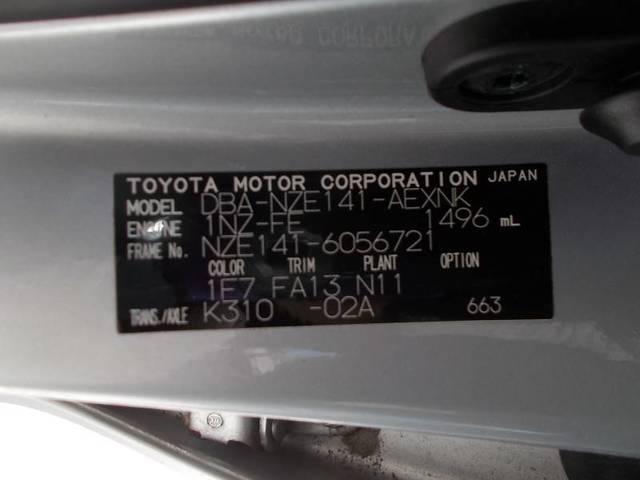 TOYOTA MOTOR CORPORATION JAPAN
MODEL DBA-NZE141-AEXNK
ENGINE 1NZ-FE 1496 mL
FRAME No. NZE141-6056721
COLOR TRIM PLANT OPTION
1E7 FA13 N11
TRANS./AXLE K310 -02A 663